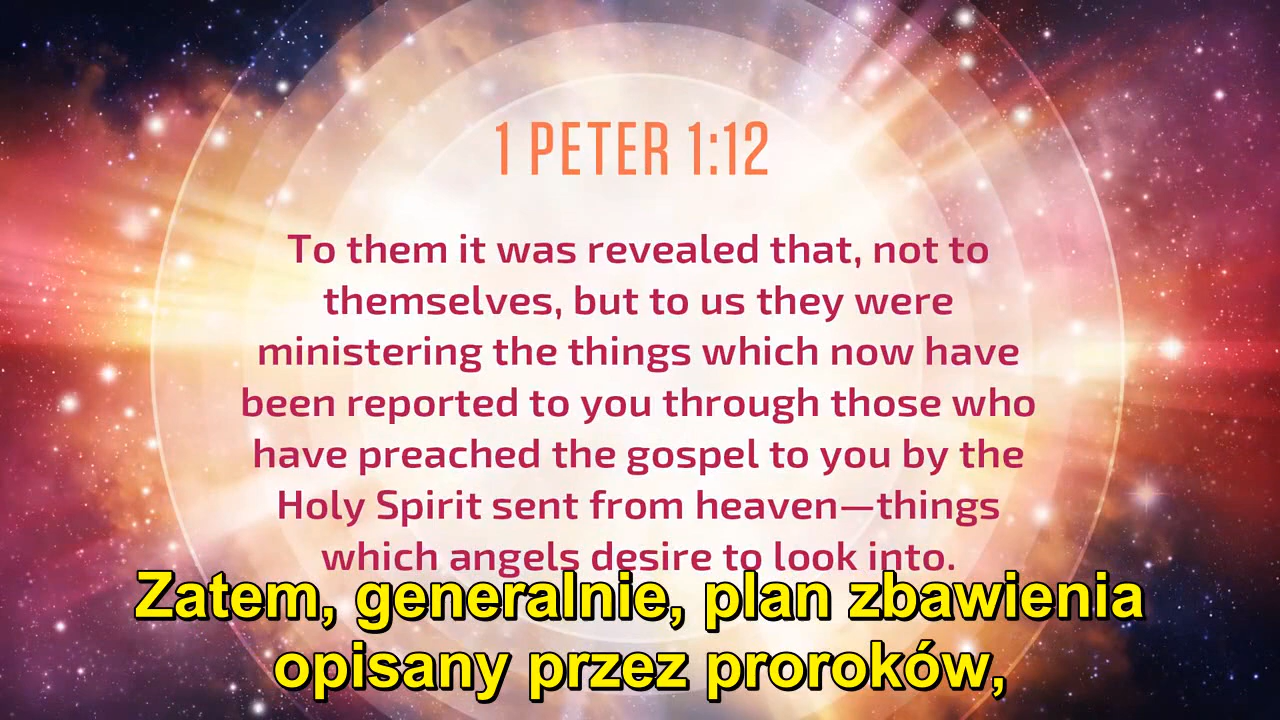 1 PETER 1:12
To them it was revealed that, not to
themselves, but to us they were
ministering the things which now have
been reported to you through those who
have preached the gospel to you by the
Holy Spirit sent from heaven—things
which angels desire to look into.
Zatem, generalnie, plan zbawienia
opisany przez proroków,